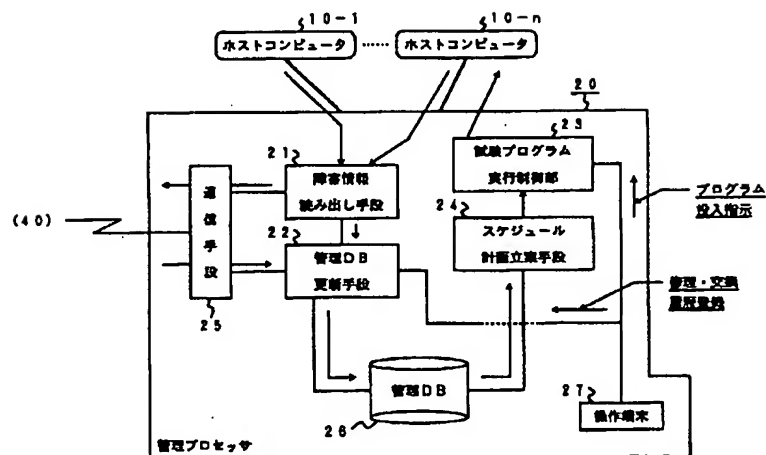 10-1 10-n
ホストコンピュータ ‥‥‥ ホストコンピュータ
20
23
21
試験プログラム
実行制御部
障害情報
読み出し手段
プログラム
投入指示
通信手段
(40)
24
22
スケジュール
計画立案手段
管理DB
更新手段
管理・交換
履歴登録
25
管理DB
27
26
操作端末
管理プロセッサ